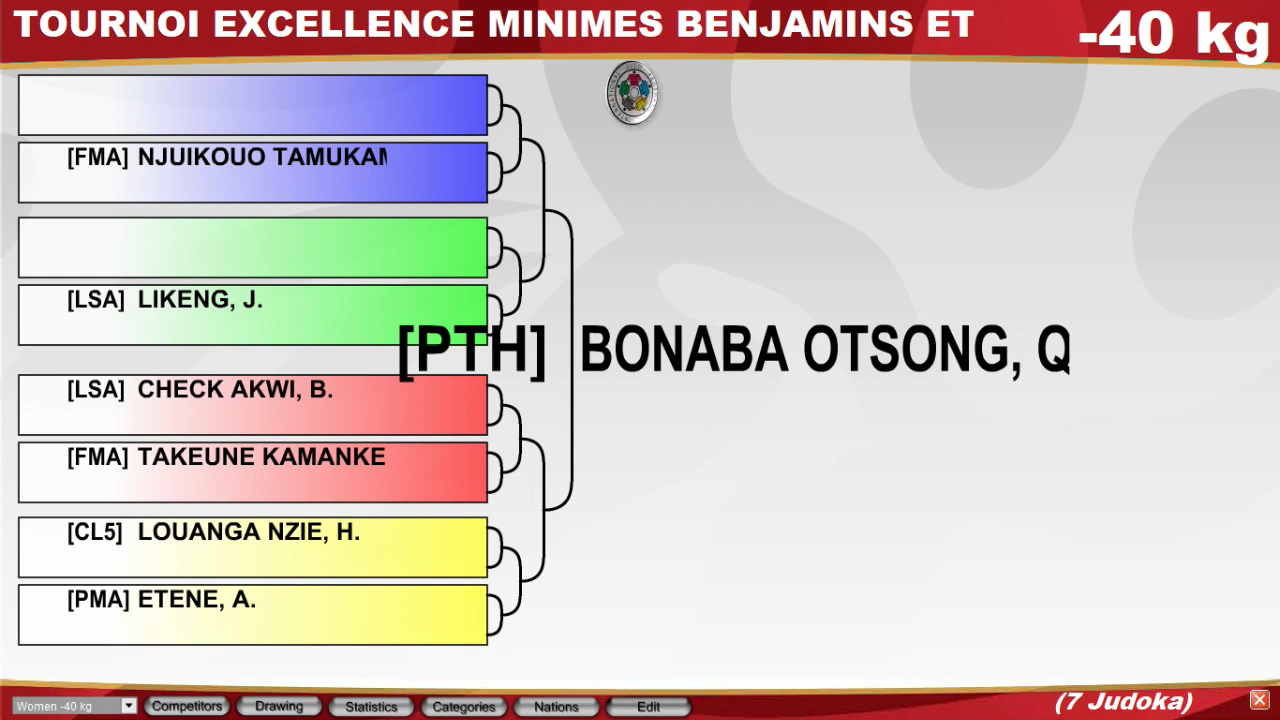 TOURNOI EXCELLENCE MINIMES BENJAMINS ET
-40 kg
[FMA] NJUIKOUO TAMUKAM
[LSA] LIKENG, J.
[PTH] BONABA OTSONG, Q
[LSA] CHECK AKWI, B.
[FMA] TAKEUNE KAMANKE
[CL5] LOUANGA NZIE, H.
[PMA] ETENE, A.
(7 Judoka)
Women -40 kg
Competitors
Drawing
Statistics
Categories
Nations
Edit